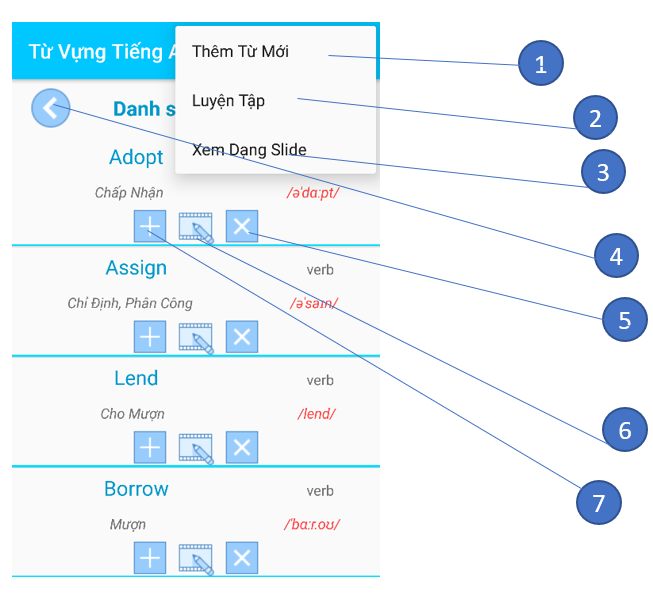 Từ Vựng Tiếng A
Thêm Từ Mới
1
Luyện Tập
2
Danh s
Xem Dạng Slide
3
Adopt
Chấp Nhận
/ə'dɑːpt/
4
Assign
verb
Chỉ Định, Phân Công
/ə'saɪn/
5
Lend
verb
Cho Mượn
/lend/
6
Borrow
verb
7
Mượn
/'bɑːr.oʊ/